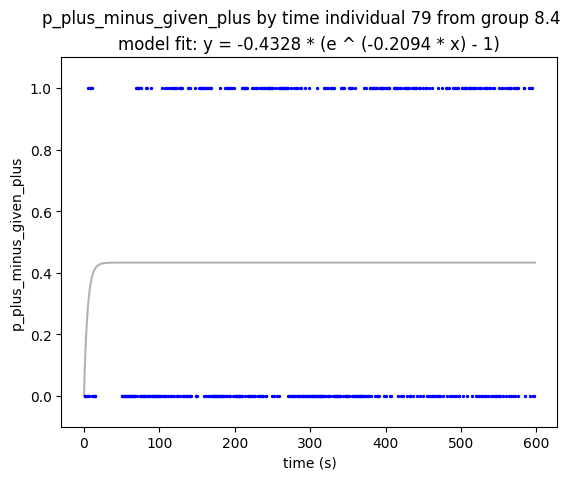 p_plus_minus_given_plus by time individual 79 from group 8.4
model fit: y = -0.4328 * (e ^ (-0.2094 * x) - 1)
p_plus_minus_given_plus
1.0
0.8
0.6
0.4
0.2
0.0
0 100 200 300 400 500 600
time (s)